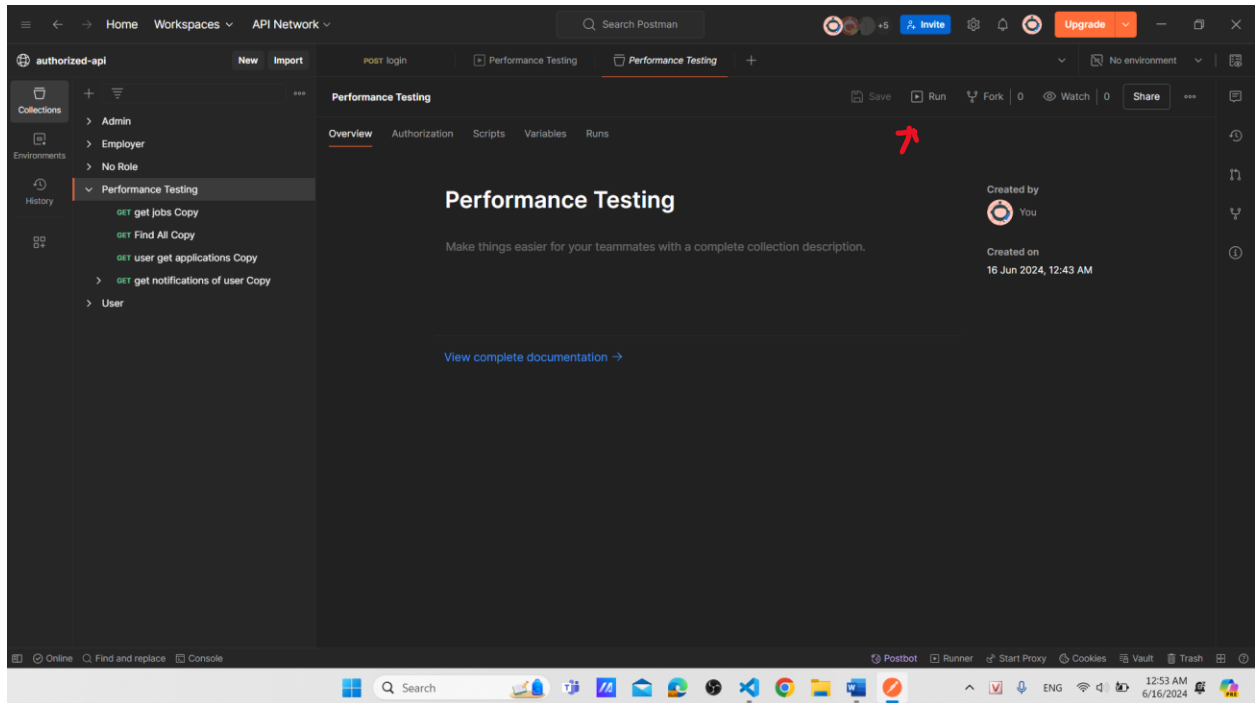 Home Workspaces API Network Search Postman +5 Invite Upgrade
authorized-api New Import POST login Performance Testing Performance Testing No environment
Collections
Environments
History
Admin
Employer
No Role
Performance Testing
GET get jobs Copy
GET Find All Copy
GET user get applications Copy
GET get notifications of user Copy
User
Performance Testing Save Run Fork 0 Watch 0 Share
Overview Authorization Scripts Variables Runs
Performance Testing
Make things easier for your teammates with a complete collection description.
View complete documentation →
Created by
You
Created on
16 Jun 2024, 12:43 AM
Online Find and replace Console Postbot Runner Start Proxy Cookies Vault Trash
Search ENG 12:53 AM
6/16/2024